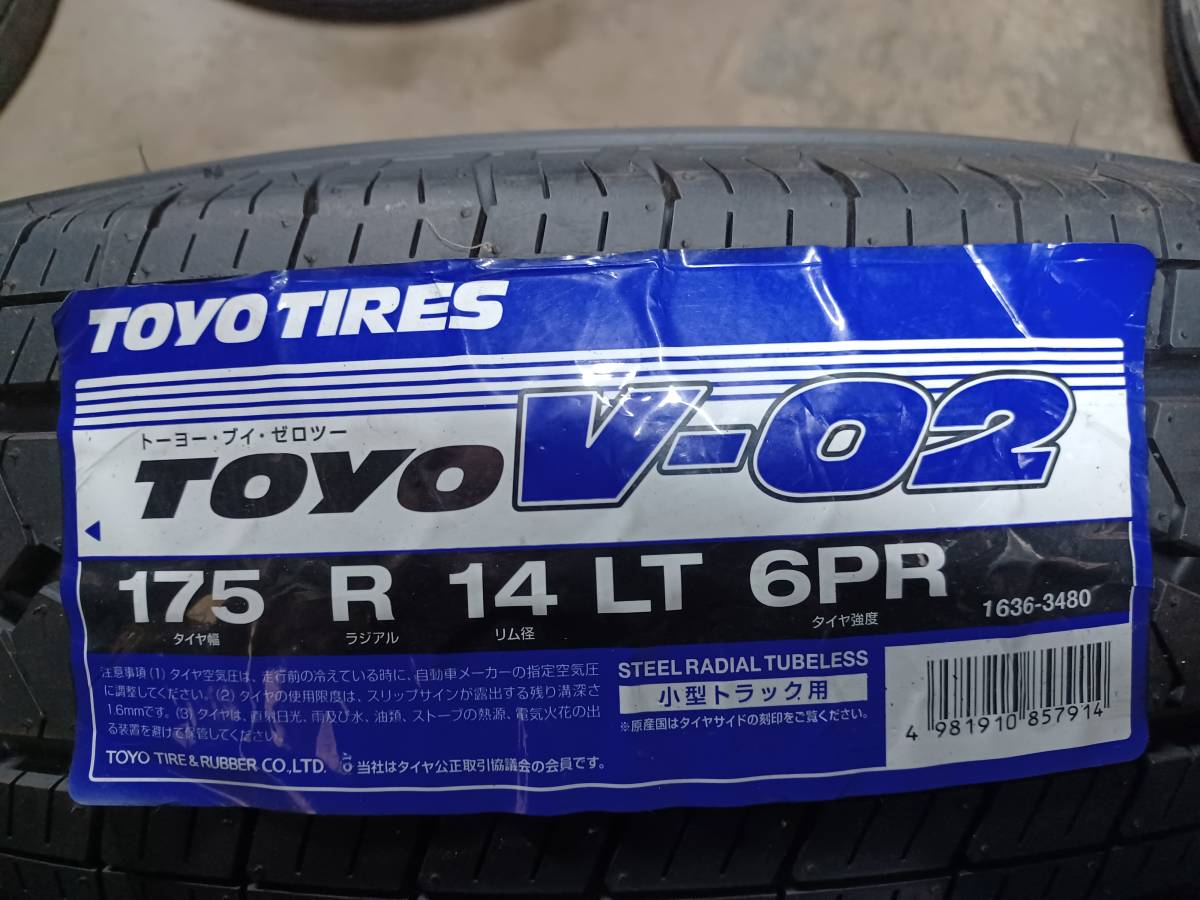 TOYO TIRES
トーヨー・ブイ・ゼロツー
TOYO V-02
175 R 14 LT 6PR
タイヤ幅 ラジアル リム径 タイヤ強度
1636-3480
注意事項(1)タイヤ空気圧は、走行前の冷えている時に、自動車メーカーの指定空気圧
に調整してください。(2)タイヤの使用限度は、スリップサインが露出する残り溝深さ
1.6mmです。(3)タイヤは、直射日光、雨及び水、油類、ストーブの熱源、電気火花の出
る装置を避けて保管してください。
TOYO TIRE & RUBBER CO.,LTD. 当社はタイヤ公正取引協議会の会員です。
STEEL RADIAL TUBELESS
小型トラック用
※原産国はタイヤサイドの刻印をご覧ください。
4 981910 857914